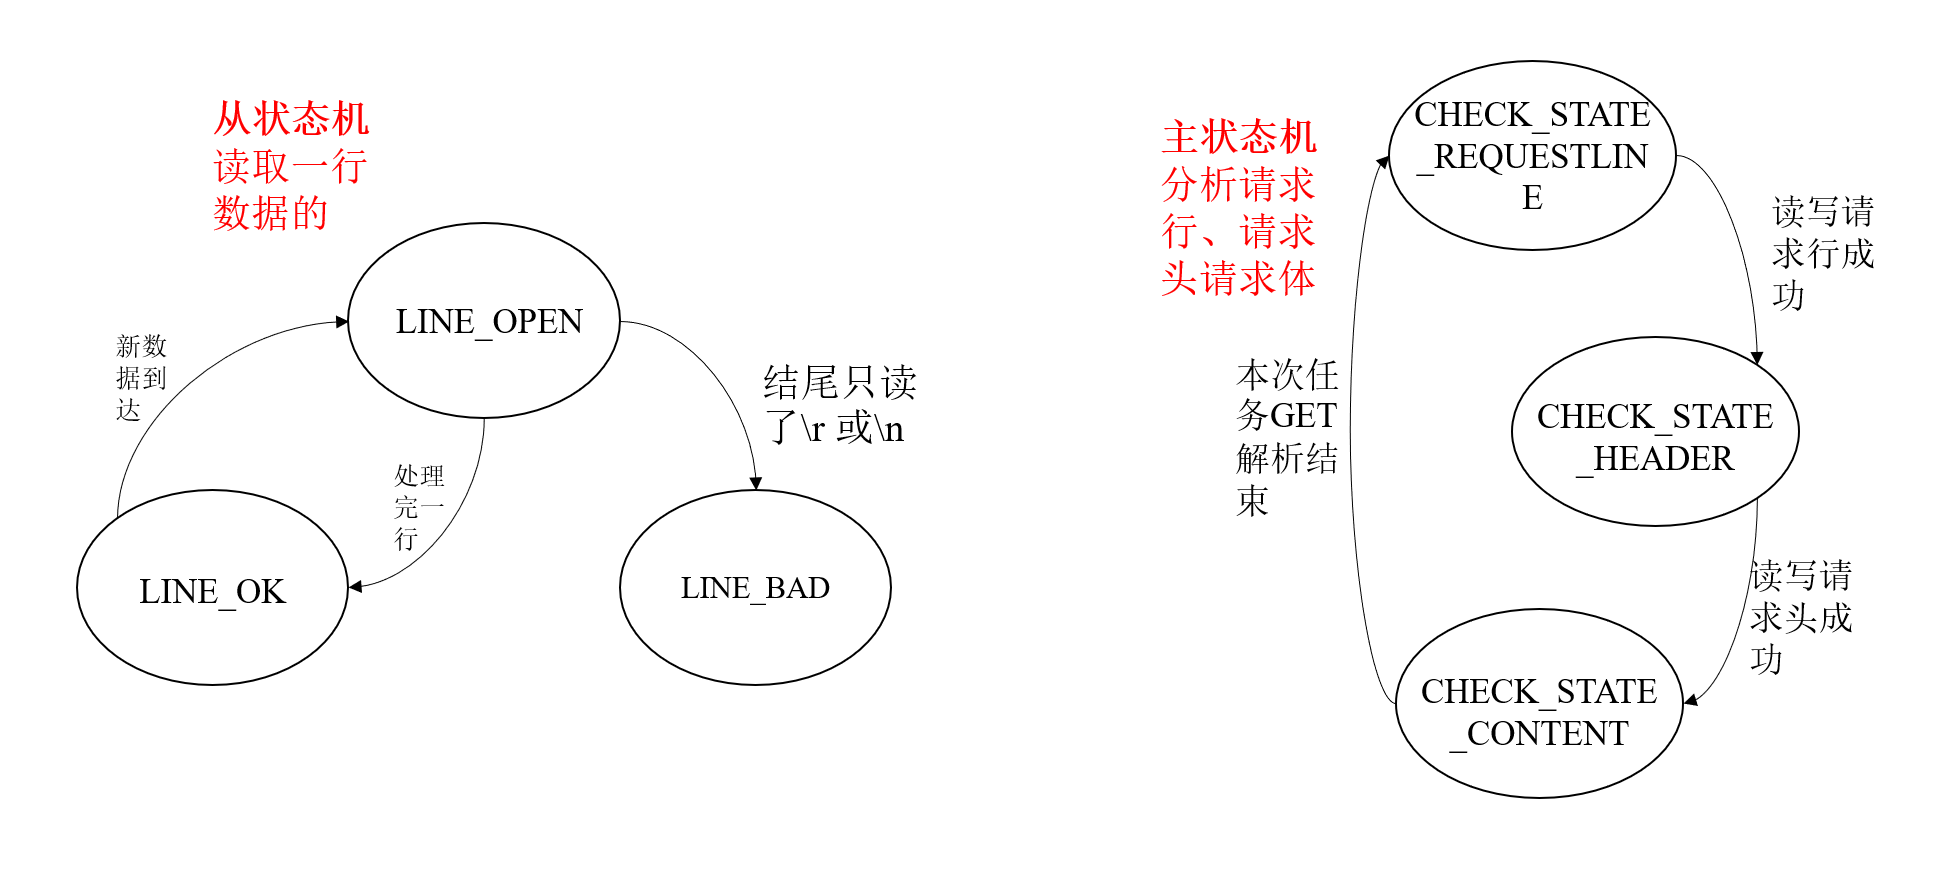 从状态机
读取一行
数据的
LINE_OPEN
新数
据到
达
处理
完一
行
结尾只读
了\r 或\n
LINE_OK
LINE_BAD
主状态机
分析请求
行、请求
头请求体
CHECK_STATE
_REQUESTLIN
E
读写请
求行成
功
本次任
务GET
解析结
束
CHECK_STATE
_HEADER
读写请
求头成
功
CHECK_STATE
_CONTENT